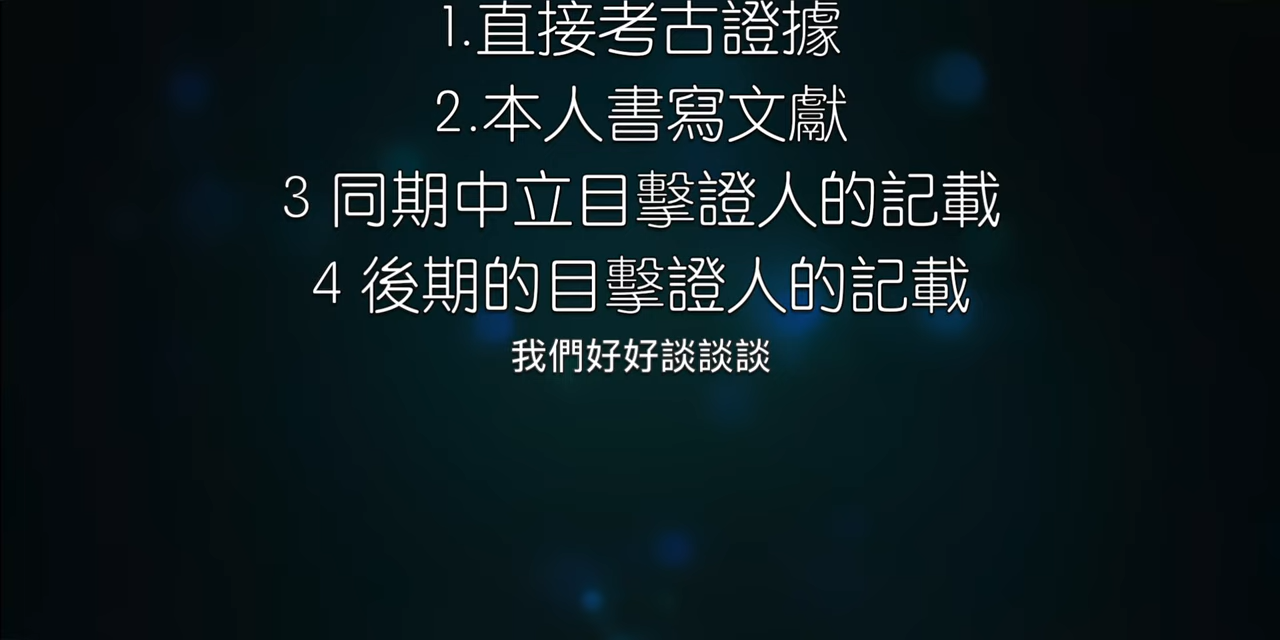 1.直接考古證據
2.本人書寫文獻
3 同期中立目擊證人的記載
4 後期的目擊證人的記載
我們好好談談談